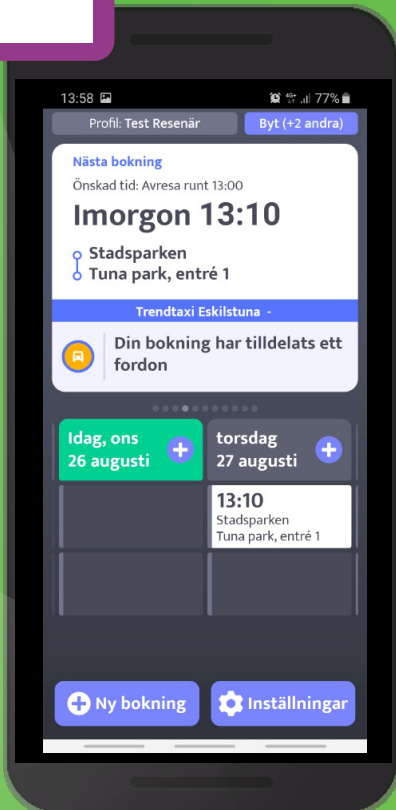 13:58 4G+ 77%
Profil: Test Resenär Byt (+2 andra)
Nästa bokning
Önskad tid: Avresa runt 13:00
Imorgon 13:10
Stadsparken
Tuna park, entré 1
Trendtaxi Eskilstuna -
Din bokning har tilldelats ett
fordon
Idag, ons
26 augusti
torsdag
27 augusti
13:10
Stadsparken
Tuna park, entré 1
Ny bokning Inställningar